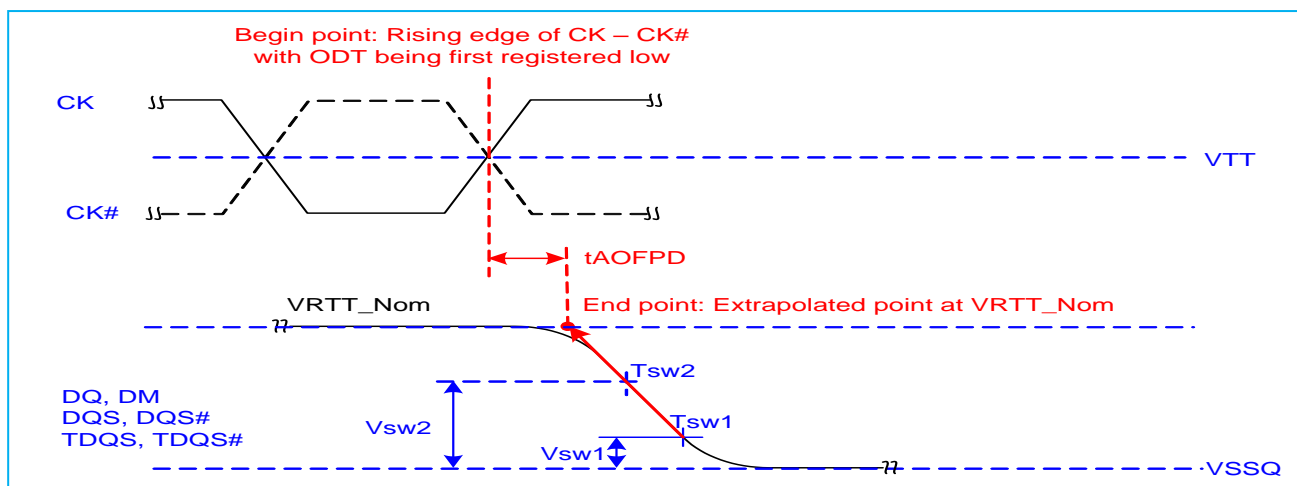 Begin point: Rising edge of CK – CK#
with ODT being first registered low
CK
VTT
CK#
tAOFPD
VRTT_Nom
End point: Extrapolated point at VRTT_Nom
Tsw2
DQ, DM
DQS, DQS#
TDQS, TDQS#
Vsw2
Tsw1
Vsw1
VSSQ